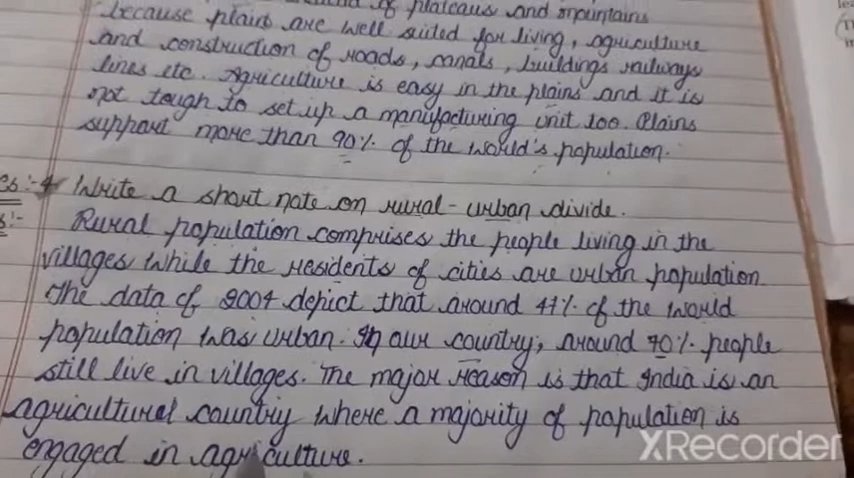 of plateaus and mountains
because plains are well suited for living, agriculture
and construction of roads, canals, buildings railways
lines etc. Agriculture is easy in the plains and it is
not tough to set up a manufacturing unit too. Plains
support more than 90% of the world's population.
es:-4 Write a short note on rural-urban divide.
s:-
Rural population comprises the people living in the
villages while the residents of cities are urban population
The data of 2004 depict that around 47% of the world
population was urban. In our country, around 70% people
still live in villages. The major reason is that India is an
agricultural country where a majority of population is
engaged in agriculture.
XRecorder